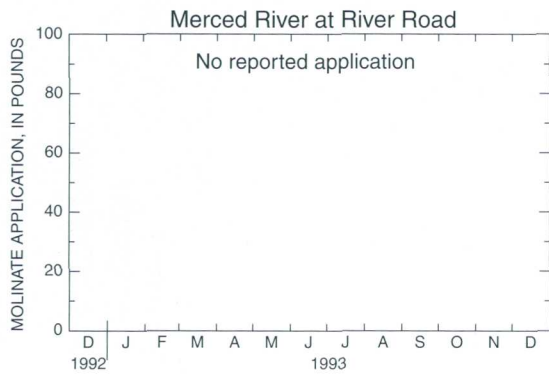 Merced River at River Road
No reported application
MOLINATE APPLICATION, IN POUNDS
100
80
60
40
20
0
D J F M A M J J A S O N D
1992 1993